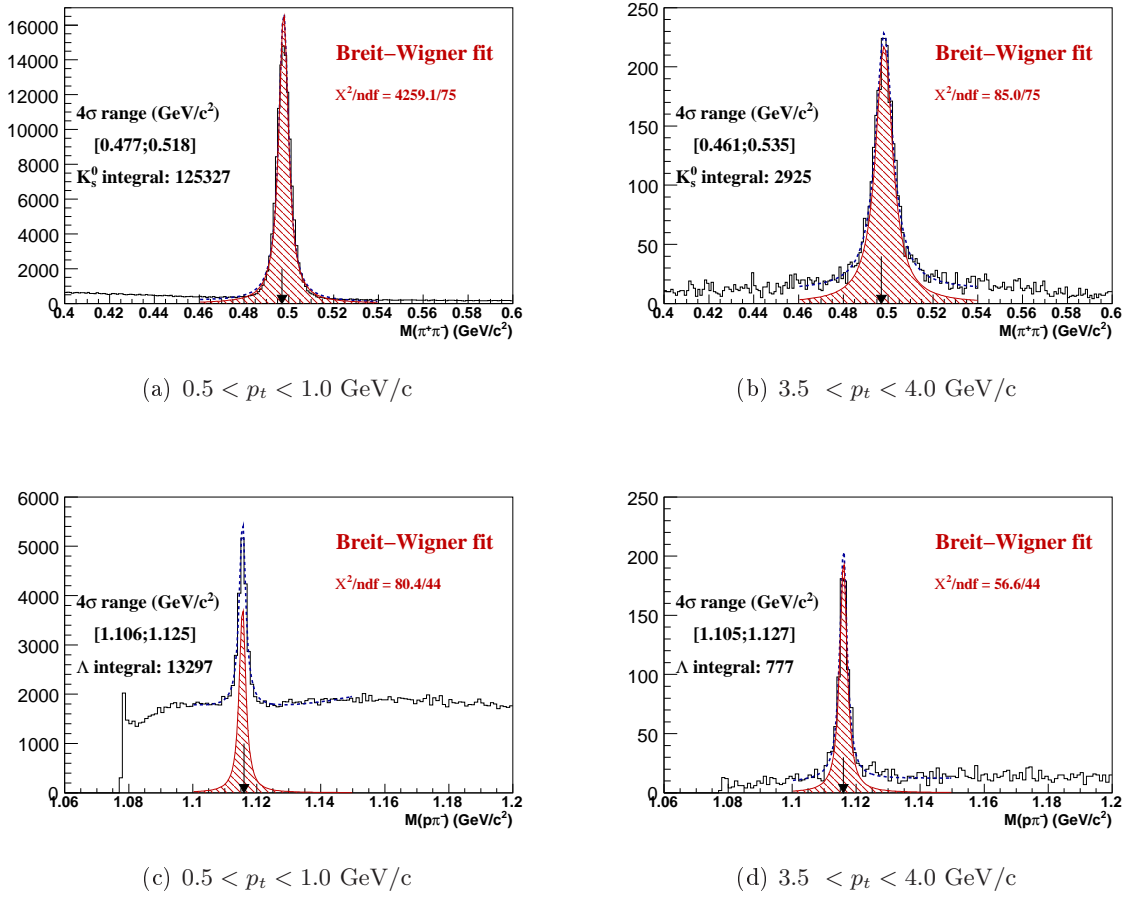 16000
14000
12000
10000
8000
6000
4000
2000
0
0.4 0.42 0.44 0.46 0.48 0.5 0.52 0.54 0.56 0.58 0.6
M(π⁺π⁻) (GeV/c²)
Breit–Wigner fit
X²/ndf = 4259.1/75
4σ range (GeV/c²)
[0.477;0.518]
K⁰ₛ integral: 125327
(a) 0.5 < pₜ < 1.0 GeV/c
250
200
150
100
50
0
0.4 0.42 0.44 0.46 0.48 0.5 0.52 0.54 0.56 0.58 0.6
M(π⁺π⁻) (GeV/c²)
Breit–Wigner fit
X²/ndf = 85.0/75
4σ range (GeV/c²)
[0.461;0.535]
K⁰ₛ integral: 2925
(b) 3.5 < pₜ < 4.0 GeV/c
6000
5000
4000
3000
2000
1000
0
1.06 1.08 1.1 1.12 1.14 1.16 1.18 1.2
M(pπ⁻) (GeV/c²)
Breit–Wigner fit
X²/ndf = 80.4/44
4σ range (GeV/c²)
[1.106;1.125]
Λ integral: 13297
(c) 0.5 < pₜ < 1.0 GeV/c
250
200
150
100
50
0
1.06 1.08 1.1 1.12 1.14 1.16 1.18 1.2
M(pπ⁻) (GeV/c²)
Breit–Wigner fit
X²/ndf = 56.6/44
4σ range (GeV/c²)
[1.105;1.127]
Λ integral: 777
(d) 3.5 < pₜ < 4.0 GeV/c